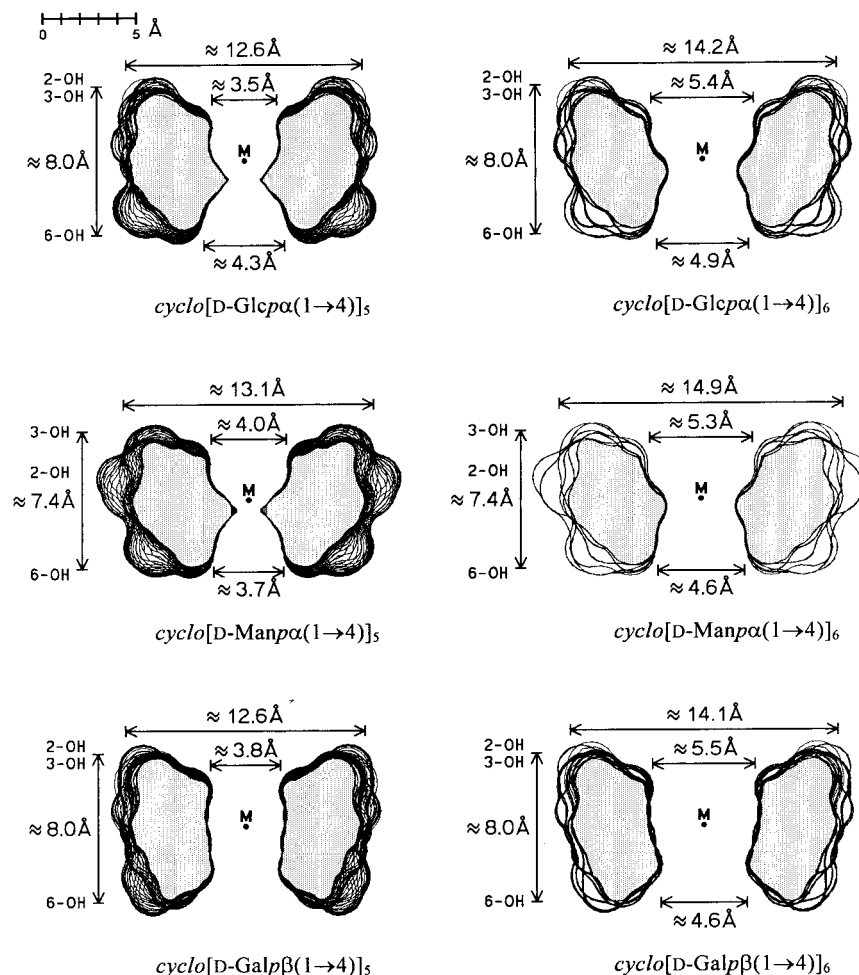 0 5 Å
≈ 12.6Å
≈ 3.5Å
2-OH
3-OH
M
≈8.0Å
6-OH
≈ 4.3Å
cyclo[D-Glcpα(1→4)]₅
≈ 14.2Å
≈ 5.4Å
2-OH
3-OH
M
≈8.0Å
6-OH
≈ 4.9Å
cyclo[D-Glcpα(1→4)]₆
≈ 13.1Å
≈ 4.0Å
3-OH
2-OH
M
≈7.4Å
6-OH
≈ 3.7Å
cyclo[D-Manpα(1→4)]₅
≈ 14.9Å
≈ 5.3Å
3-OH
2-OH
M
≈7.4Å
6-OH
≈ 4.6Å
cyclo[D-Manpα(1→4)]₆
≈ 12.6Å
≈ 3.8Å
2-OH
3-OH
M
≈8.0Å
6-OH
cyclo[D-Galpβ(1→4)]₅
≈ 14.1Å
≈ 5.5Å
2-OH
3-OH
M
≈8.0Å
6-OH
≈ 4.6Å
cyclo[D-Galpβ(1→4)]₆